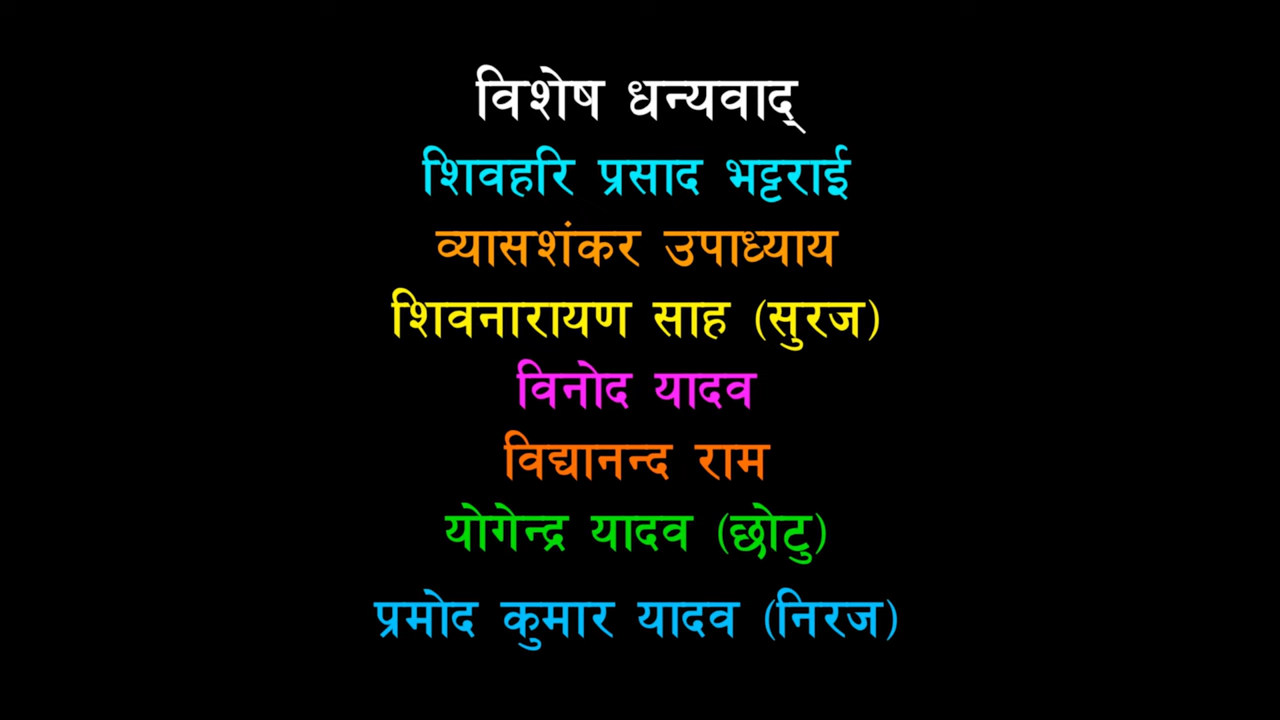 विशेष धन्यवाद्
शिवहरि प्रसाद भट्टराई
व्यासशंकर उपाध्याय
शिवनारायण साह (सुरज)
विनोद यादव
विद्यानन्द राम
योगेन्द्र यादव (छोटु)
प्रमोद कुमार यादव (निरज)